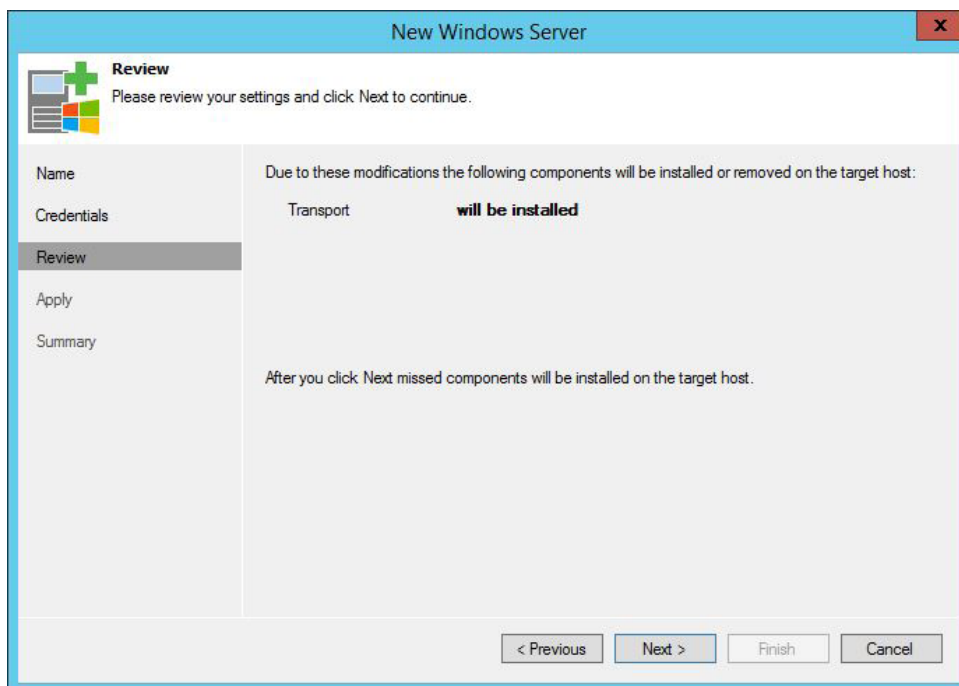 New Windows Server
x
Review
Please review your settings and click Next to continue.
Name
Credentials
Review
Apply
Summary
Due to these modifications the following components will be installed or removed on the target host:
Transport will be installed
After you click Next missed components will be installed on the target host.
< Previous Next > Finish Cancel